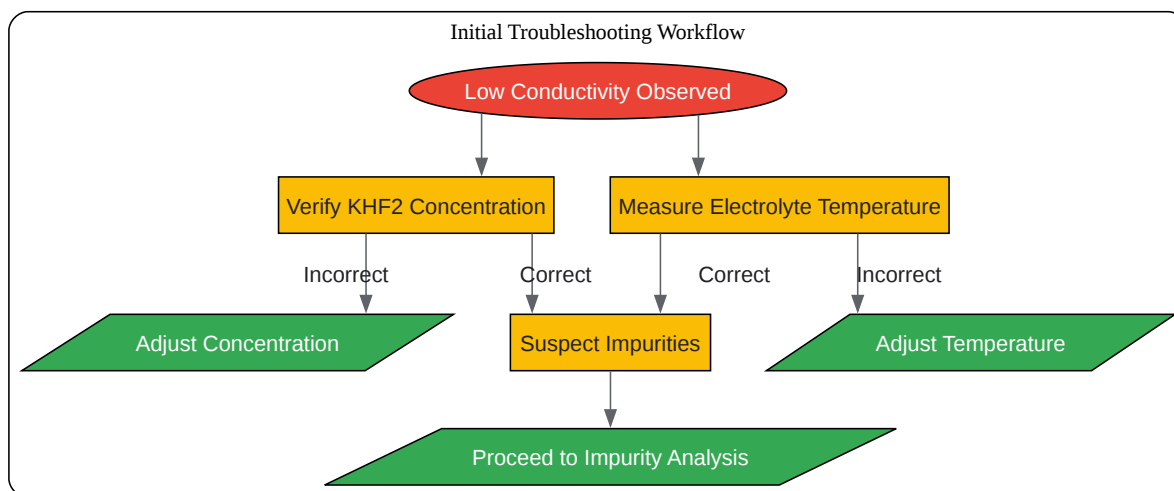 Initial Troubleshooting Workflow
Low Conductivity Observed
Verify KHF2 Concentration
Measure Electrolyte Temperature
Incorrect
Correct
Correct
Incorrect
Adjust Concentration
Suspect Impurities
Adjust Temperature
Proceed to Impurity Analysis